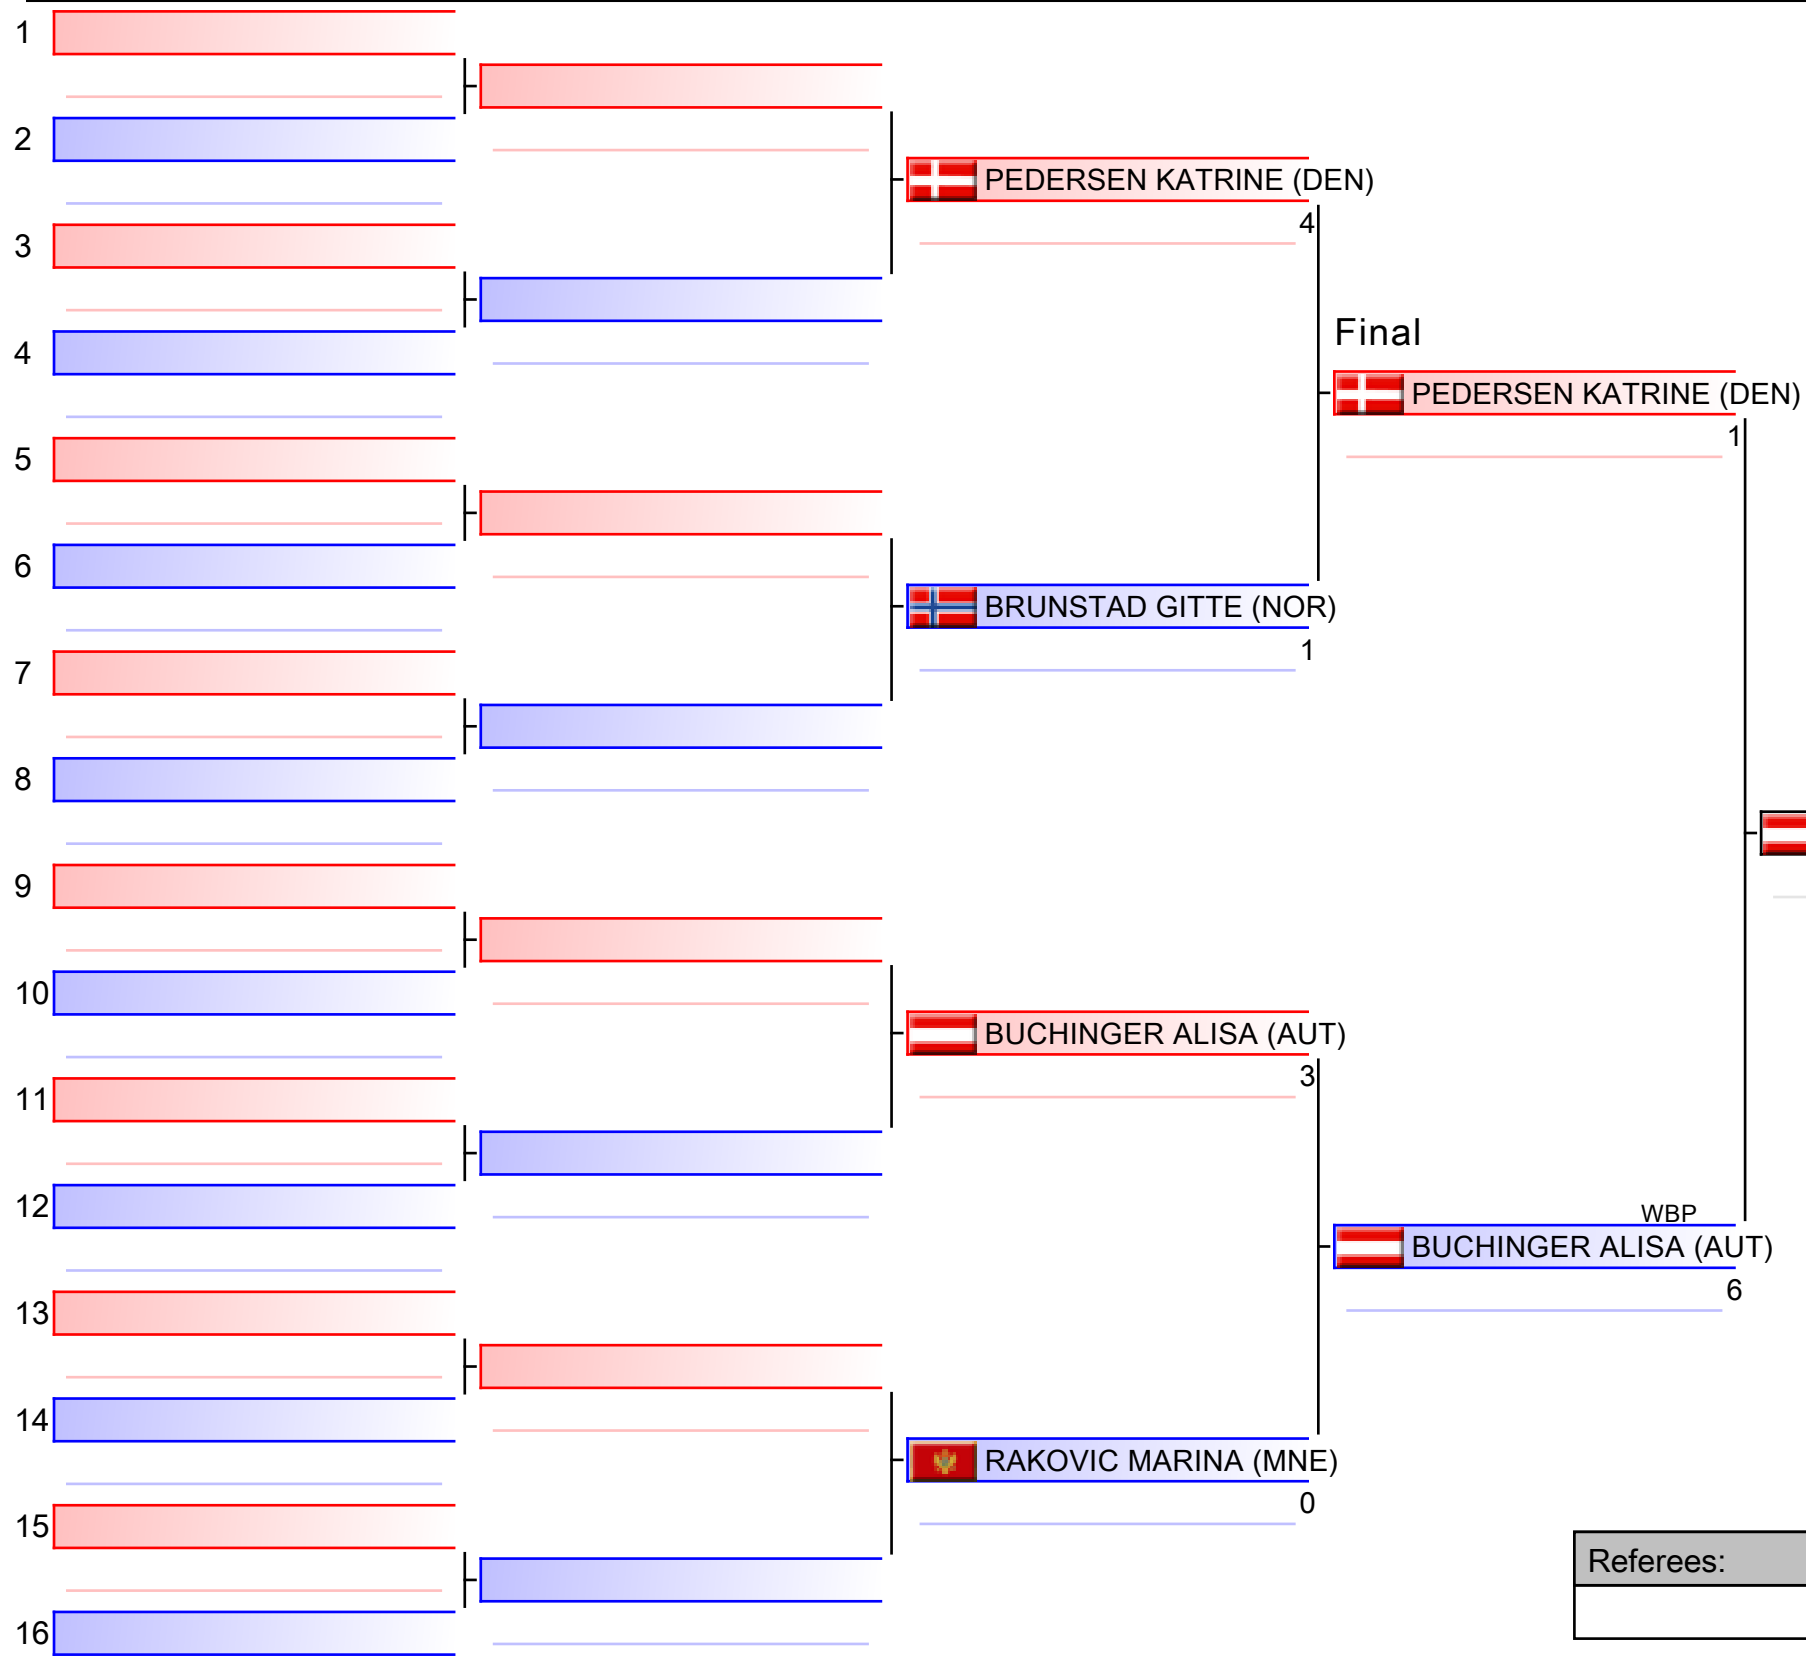 1
2
PEDERSEN KATRINE (DEN)
4
3
Final
4
PEDERSEN KATRINE (DEN)
1
5
6
BRUNSTAD GITTE (NOR)
1
7
8
9
10
BUCHINGER ALISA (AUT)
3
11
12
WBP
BUCHINGER ALISA (AUT)
6
13
14
RAKOVIC MARINA (MNE)
0
15
Referees:
16